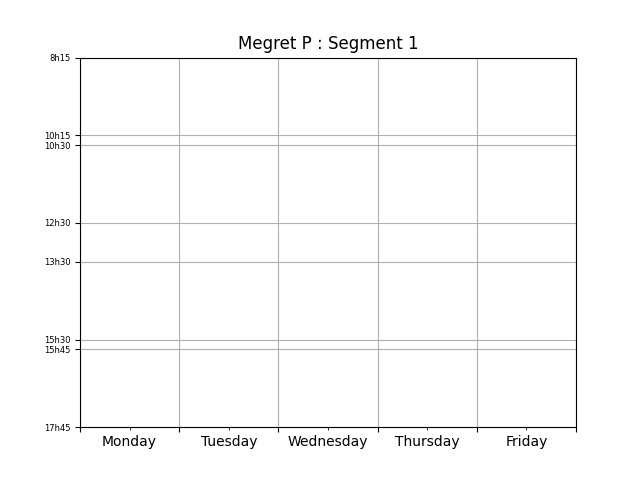 Megret P : Segment 1
8h15
10h15
10h30
12h30
13h30
15h30
15h45
17h45
Monday Tuesday Wednesday Thursday Friday